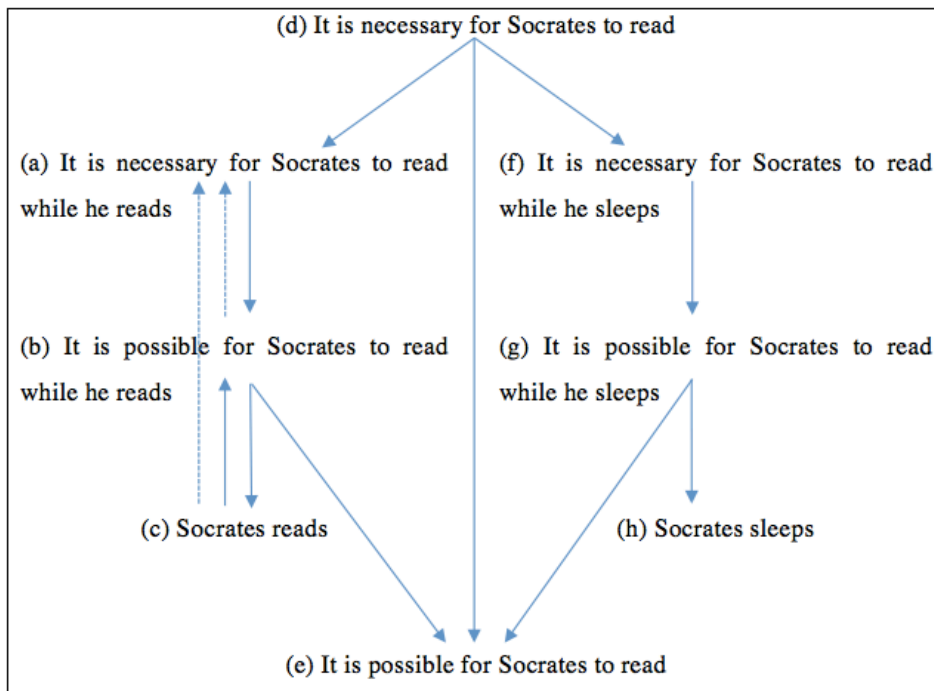 (d) It is necessary for Socrates to read
(a) It is necessary for Socrates to read
while he reads
(f) It is necessary for Socrates to read
while he sleeps
(b) It is possible for Socrates to read
while he reads
(g) It is possible for Socrates to read
while he sleeps
(c) Socrates reads
(h) Socrates sleeps
(e) It is possible for Socrates to read